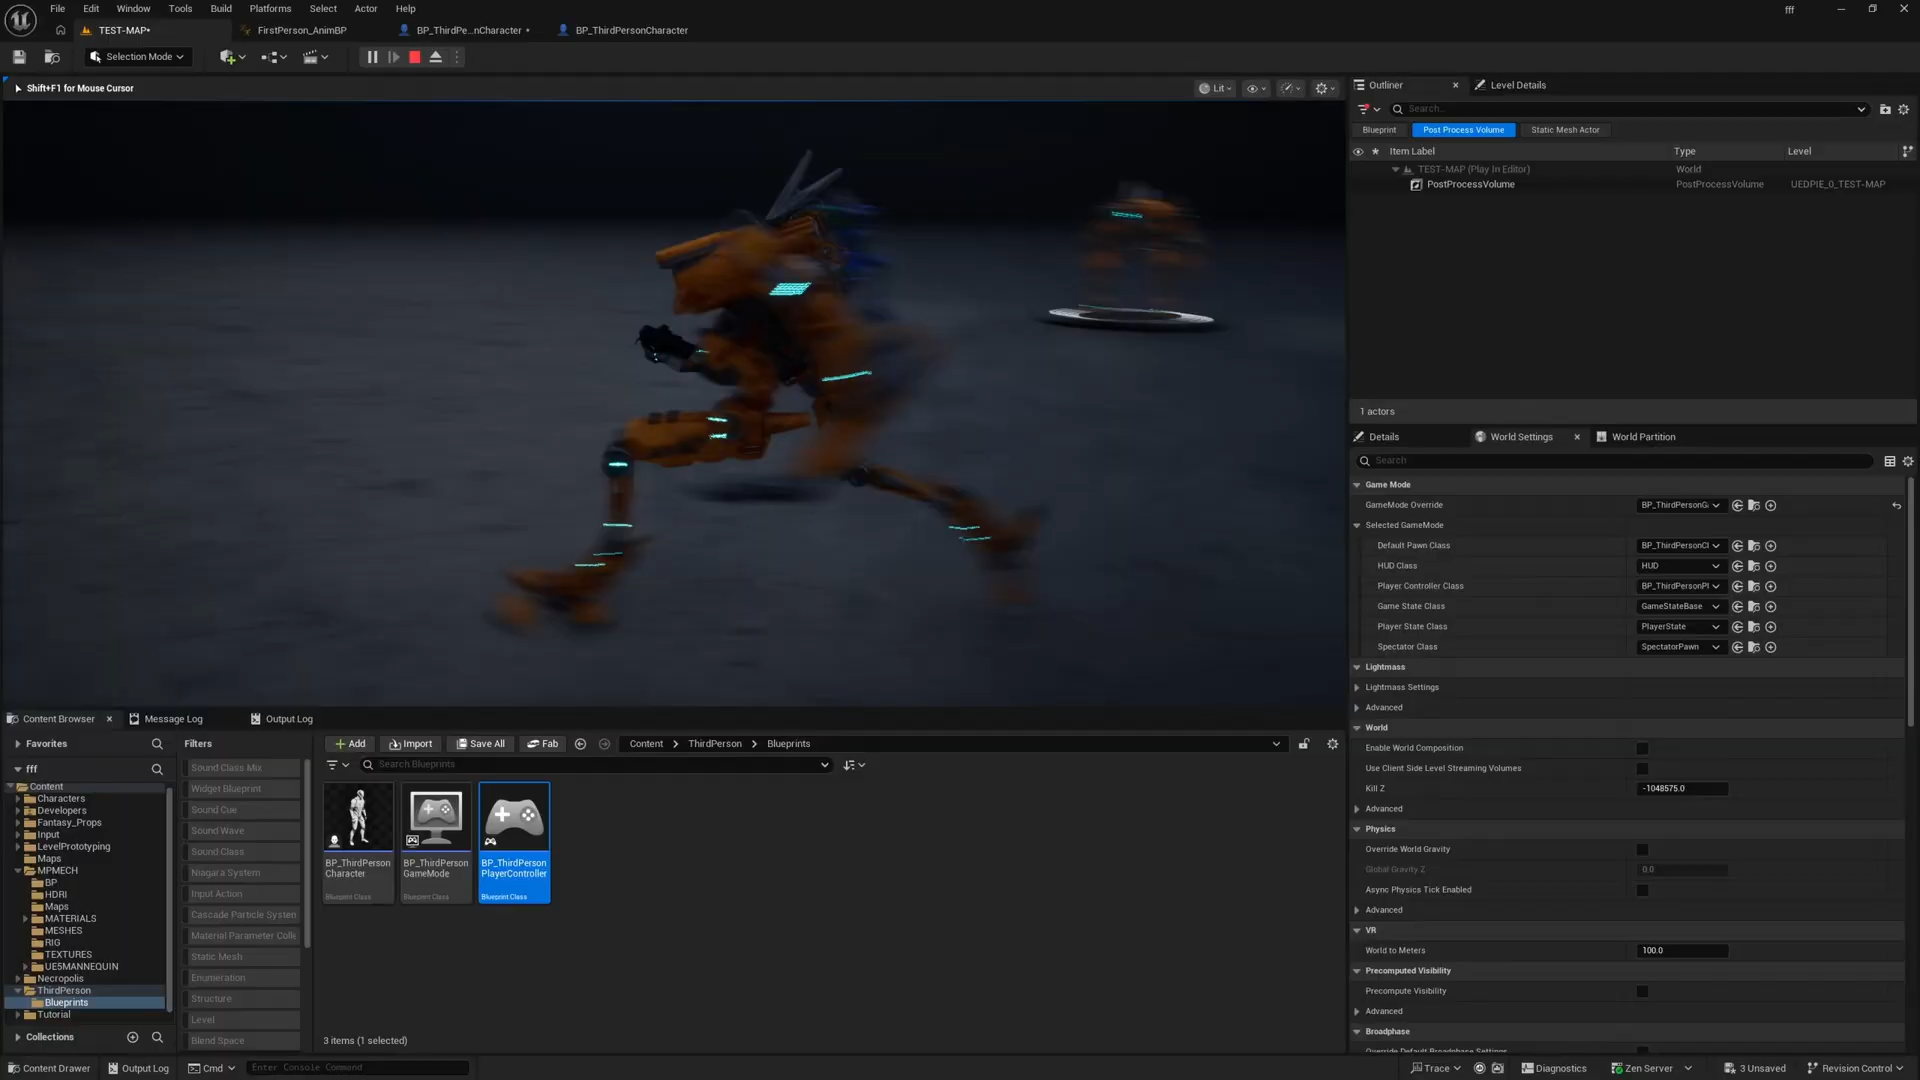 File Edit Window Tools Build Platforms Select Actor Help
fff
TEST-MAP*
FirstPerson_AnimBP
BP_ThirdPe...nCharacter •
BP_ThirdPersonCharacter
Selection Mode
Shift+F1 for Mouse Cursor
Lit
Outliner
Level Details
Search...
Blueprint
Post Process Volume
Static Mesh Actor
Item Label Type Level
TEST-MAP (Play In Editor) World
PostProcessVolume PostProcessVolume UEDPIE_0_TEST-MAP
1 actors
Details
World Settings
World Partition
Search
Game Mode
GameMode Override BP_ThirdPersonG
Selected GameMode
Default Pawn Class BP_ThirdPersonCl
HUD Class HUD
Player Controller Class BP_ThirdPersonPl
Game State Class GameStateBase
Player State Class PlayerState
Spectator Class SpectatorPawn
Lightmass
Lightmass Settings
Advanced
World
Enable World Composition
Use Client Side Level Streaming Volumes
Kill Z -1048575.0
Advanced
Physics
Override World Gravity
Global Gravity Z 0.0
Async Physics Tick Enabled
Advanced
VR
World to Meters 100.0
Precomputed Visibility
Precompute Visibility
Advanced
Broadphase
Override Default Broadphase Settings
Content Browser
Message Log
Output Log
Favorites
fff
Content
Characters
Developers
Fantasy_Props
Input
LevelPrototyping
Maps
MPMECH
BP
HDRI
Maps
MATERIALS
MESHES
RIG
TEXTURES
UE5MANNEQUIN
Necropolis
ThirdPerson
Blueprints
Tutorial
Collections
Filters
Sound Class Mix
Widget Blueprint
Sound Cue
Sound Wave
Sound Class
Niagara System
Input Action
Cascade Particle System
Material Parameter Colle
Static Mesh
Enumeration
Structure
Level
Blend Space
Add Import Save All Fab Content ThirdPerson Blueprints
Search Blueprints
BP_ThirdPerson
Character
Blueprint Class
BP_ThirdPerson
GameMode
Blueprint Class
BP_ThirdPerson
PlayerController
Blueprint Class
3 items (1 selected)
Content Drawer Output Log Cmd Enter Console Command Trace Diagnostics Zen Server 3 Unsaved Revision Control